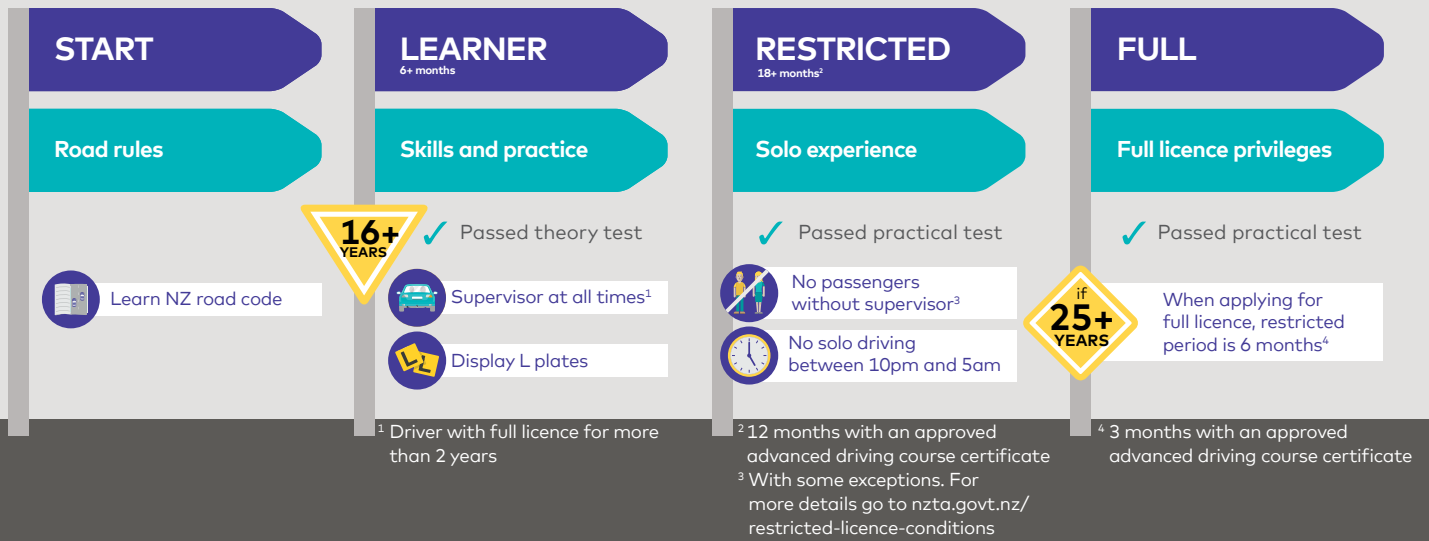 START
Road rules
Learn NZ road code
LEARNER
6+ months
Skills and practice
16+
YEARS
✓ Passed theory test
Supervisor at all times¹
L L
Display L plates
¹ Driver with full licence for more
than 2 years
RESTRICTED
18+ months²
Solo experience
✓ Passed practical test
No passengers
without supervisor³
No solo driving
between 10pm and 5am
² 12 months with an approved
advanced driving course certificate
³ With some exceptions. For
more details go to nzta.govt.nz/
restricted-licence-conditions
FULL
Full licence privileges
✓ Passed practical test
if
25+
YEARS
When applying for
full licence, restricted
period is 6 months⁴
⁴ 3 months with an approved
advanced driving course certificate